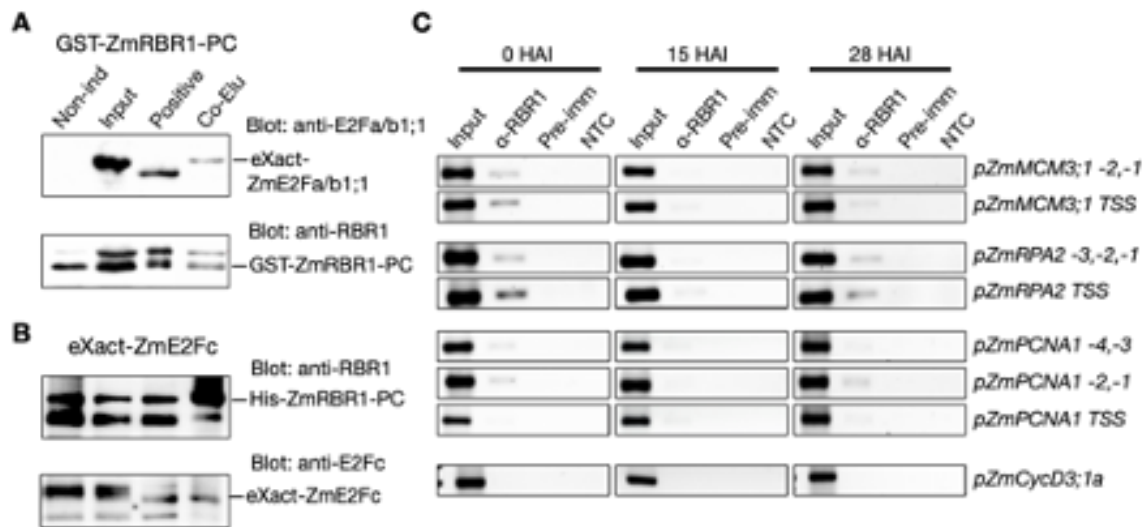 A
GST-ZmRBR1-PC
Non-ind
Input
Positive
Co-Elu
Blot: anti-E2Fa/b1;1
eXact-
ZmE2Fa/b1;1
Blot: anti-RBR1
GST-ZmRBR1-PC
B
eXact-ZmE2Fc
Blot: anti-RBR1
His-ZmRBR1-PC
Blot: anti-E2Fc
eXact-ZmE2Fc
C
0 HAI 15 HAI 28 HAI
Input α-RBR1 Pre-imm NTC Input α-RBR1 Pre-imm NTC Input α-RBR1 Pre-imm NTC
pZmMCM3;1 -2,-1
pZmMCM3;1 TSS
pZmRPA2 -3,-2,-1
pZmRPA2 TSS
pZmPCNA1 -4,-3
pZmPCNA1 -2,-1
pZmPCNA1 TSS
pZmCycD3;1a